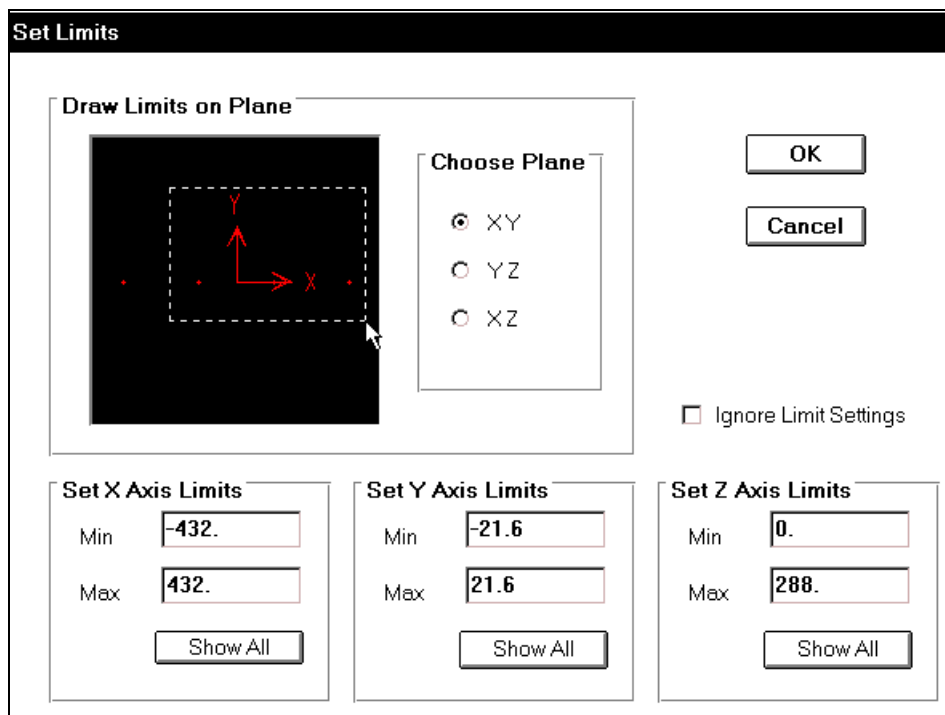 Set Limits
Draw Limits on Plane
Y
X
Choose Plane
XY
YZ
XZ
OK
Cancel
Ignore Limit Settings
Set X Axis Limits
Min -432.
Max 432.
Show All
Set Y Axis Limits
Min -21.6
Max 21.6
Show All
Set Z Axis Limits
Min 0.
Max 288.
Show All